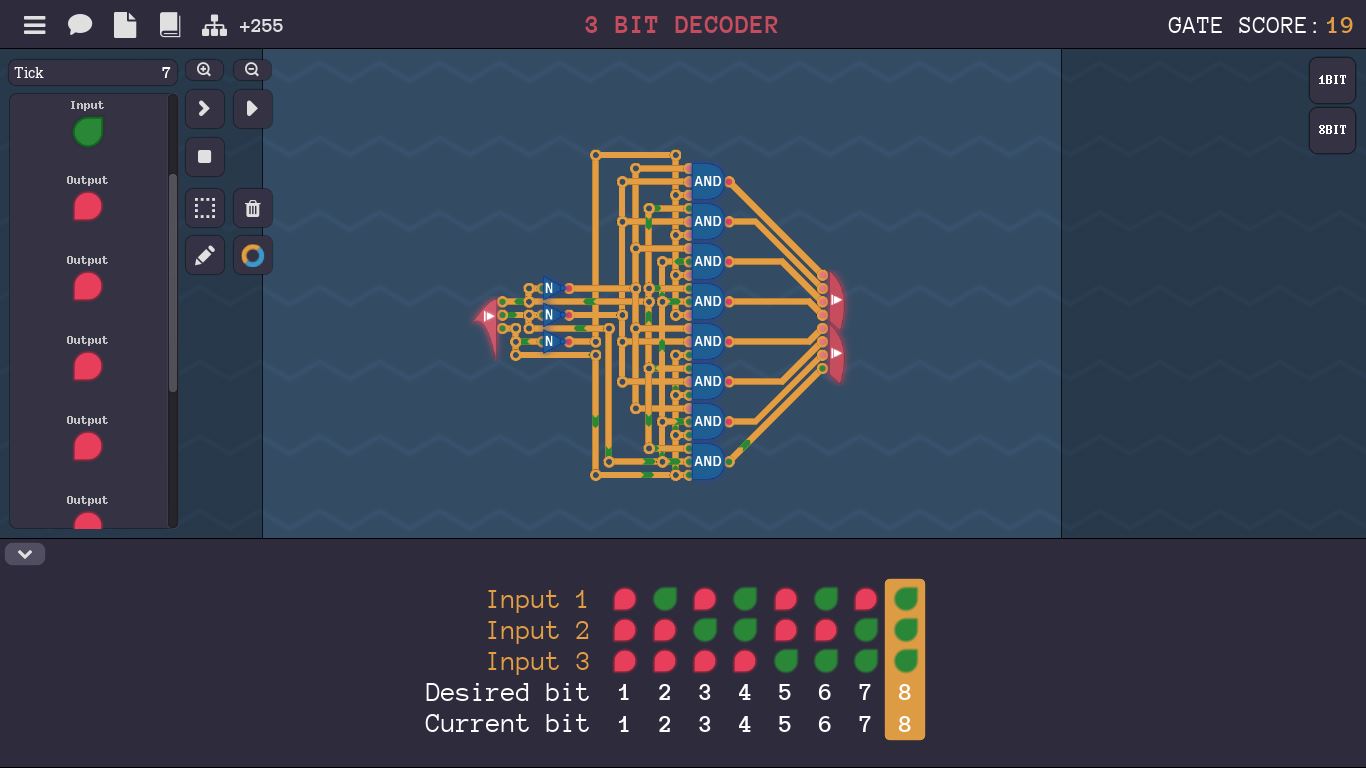 +255
3 BIT DECODER
GATE SCORE: 19
Tick 7
1BIT
8BIT
Input
Output
Output
Output
Output
Output
AND
AND
AND
AND
AND
AND
AND
AND
N
N
N
Input 1
Input 2
Input 3
Desired bit 1 2 3 4 5 6 7 8
Current bit 1 2 3 4 5 6 7 8